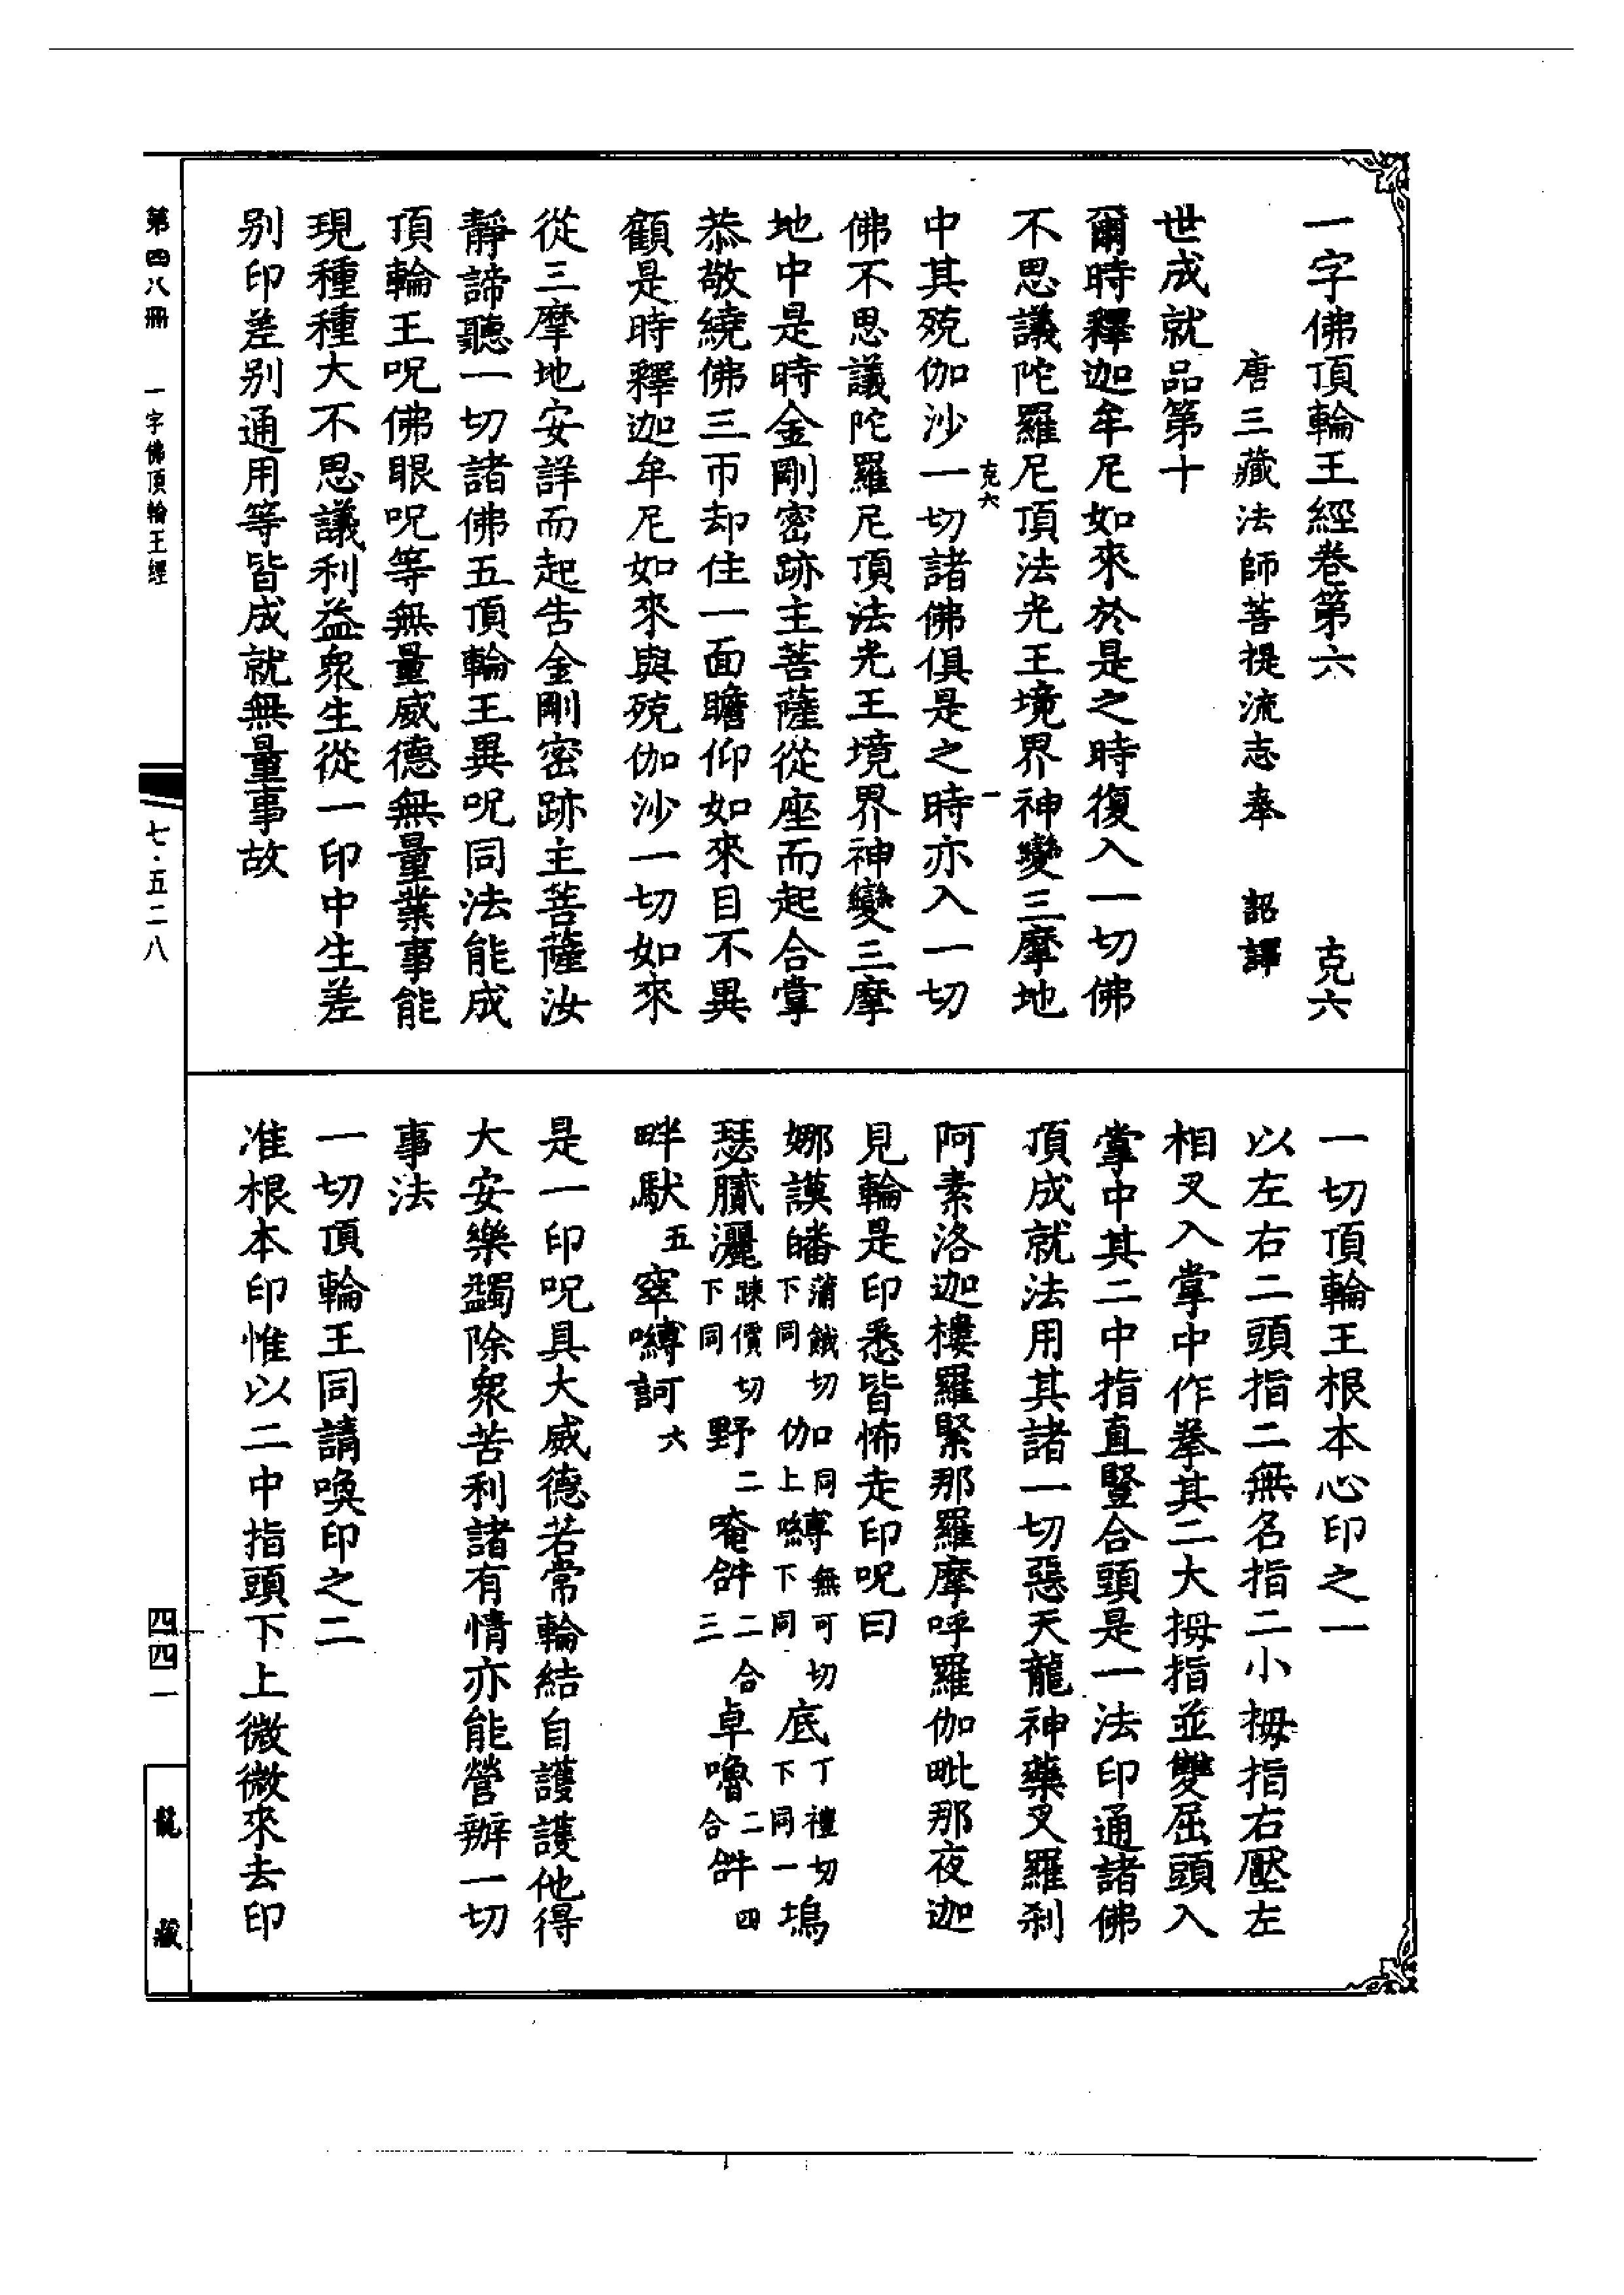 一字佛頂輪王經卷第六 克六
唐三藏法師菩提流志奉 詔譯
世成就品第十
爾時釋迦牟尼如來於是之時復入一切佛
不思議陀羅尼頂法光王境界神變三摩地
克六 一
中其殑伽沙一切諸佛俱是之時亦入一切
佛不思議陀羅尼頂法光王境界神變三摩
地中是時金剛密跡主菩薩從座而起合掌
恭敬繞佛三帀却住一面瞻仰如來目不異
顧是時釋迦牟尼如來與殑伽沙一切如來
從三摩地安詳而起告金剛密跡主菩薩汝
靜諦聽一切諸佛五頂輪王異呪同法能成
頂輪王呪佛眼呪等無量威德無量業事能
現種種大不思議利益眾生從一印中生差
別印差別通用等皆成就無量事故
一切頂輪王根本心印之一
以左右二頭指二無名指二小拇指右壓左
相叉入掌中作拳其二大拇指並雙屈頭入
掌中其二中指直豎合頭是一法印通諸佛
頂成就法用其諸一切惡天龍神藥叉羅剎
阿素洛迦樓羅緊那羅摩呼羅伽毗那夜迦
見輪是印悉皆怖走印呪曰
娜謨皤蒲餓切下同伽上同嚩無可切下同底丁禮切下同一塢
瑟膩灑踈價切下同野二唵𤙖二合三卓嚕二合𤙖四
畔馱五窣嚩訶六
是一印呪具大威德若常輪結自護護他得
大安樂蠲除眾苦利諸有情亦能營辦一切
事法
一切頂輪王同請喚印之二
准根本印惟以二中指頭下上微微來去印
第四八冊 一字佛頂輪王經
七·五二八
四四一
龍藏